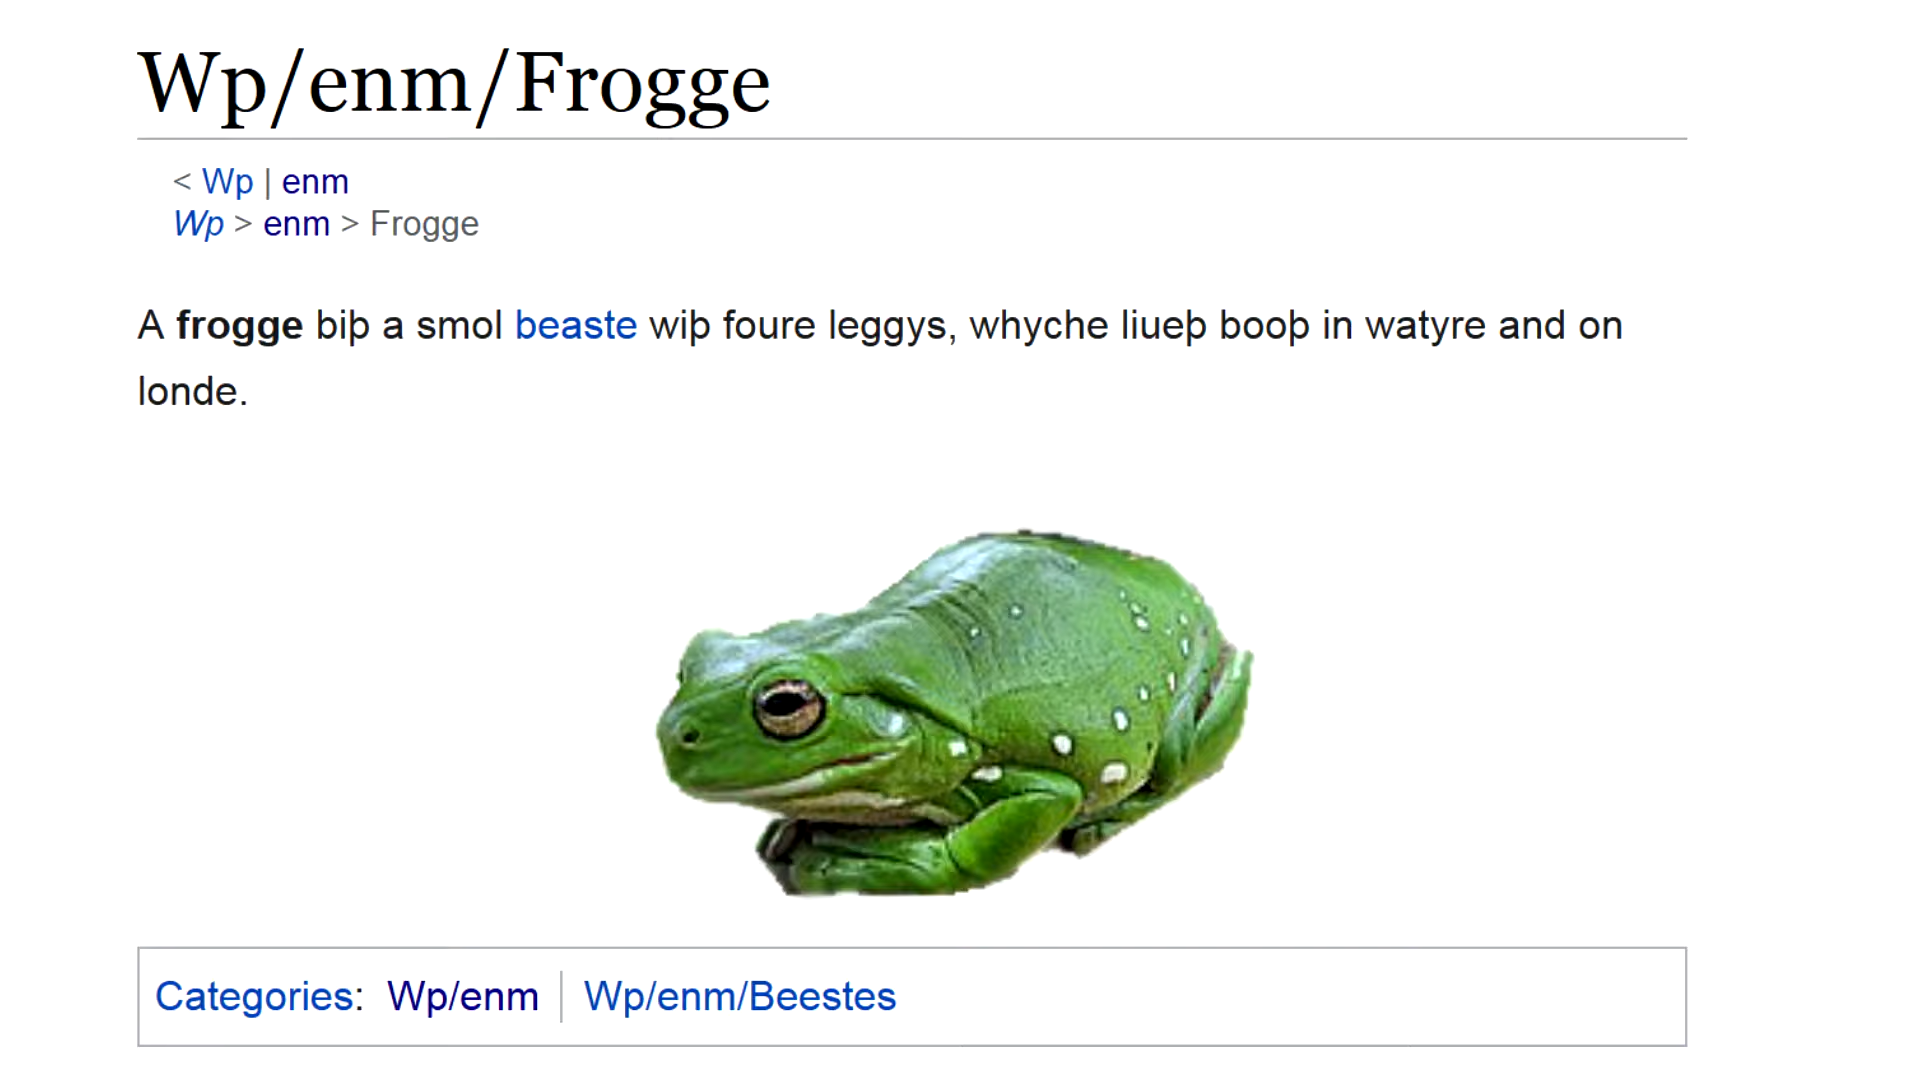 Wp/enm/Frogge
< Wp | enm
Wp > enm > Frogge
A frogge biþ a smol beaste wiþ foure leggys, whyche liueþ booþ in watyre and on
londe.
Categories: Wp/enm | Wp/enm/Beestes